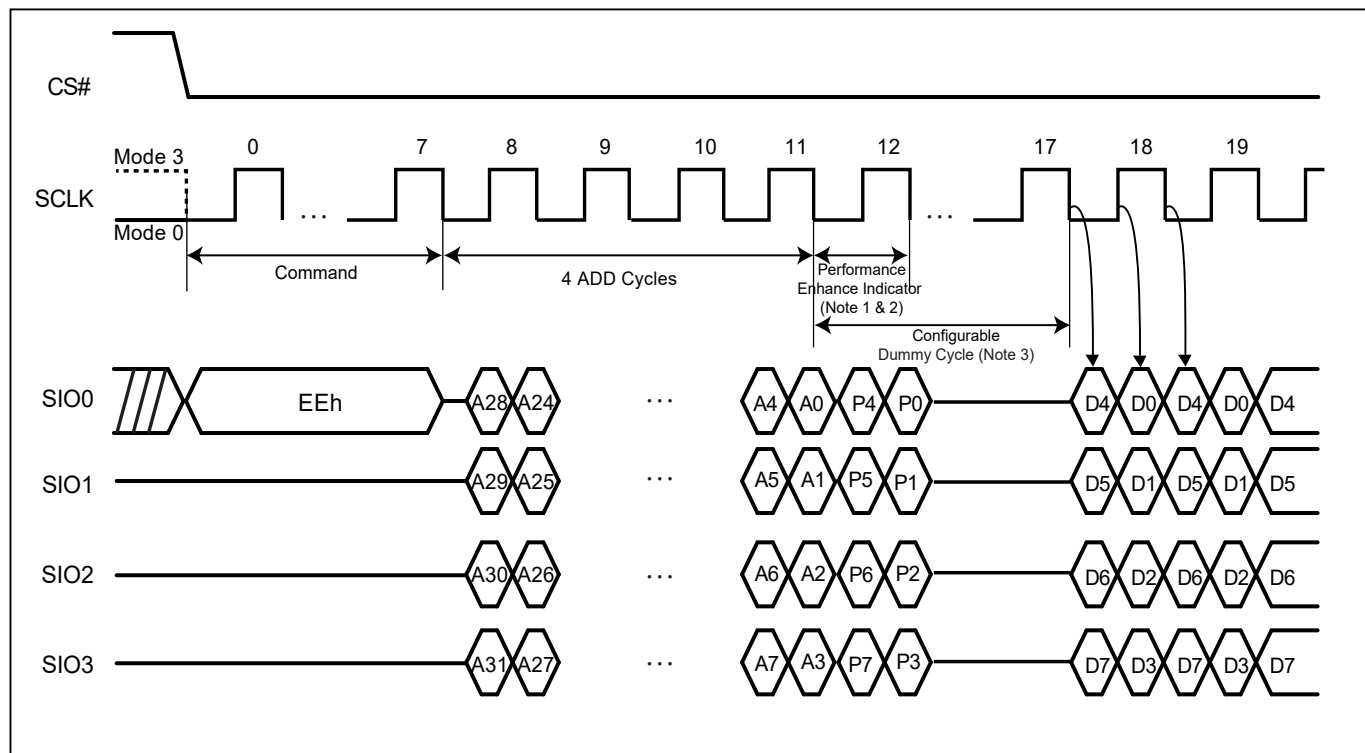 CS#
0 7 8 9 10 11 12 17 18 19
Mode 3
SCLK
...
...
Mode 0
Command
4 ADD Cycles
Performance
Enhance Indicator
(Note 1 & 2)
Configurable
Dummy Cycle (Note 3)
SIO0 EEh A28 A24 ... A4 A0 P4 P0 D4 D0 D4 D0 D4
SIO1 A29 A25 ... A5 A1 P5 P1 D5 D1 D5 D1 D5
SIO2 A30 A26 ... A6 A2 P6 P2 D6 D2 D6 D2 D6
SIO3 A31 A27 ... A7 A3 P7 P3 D7 D3 D7 D3 D7